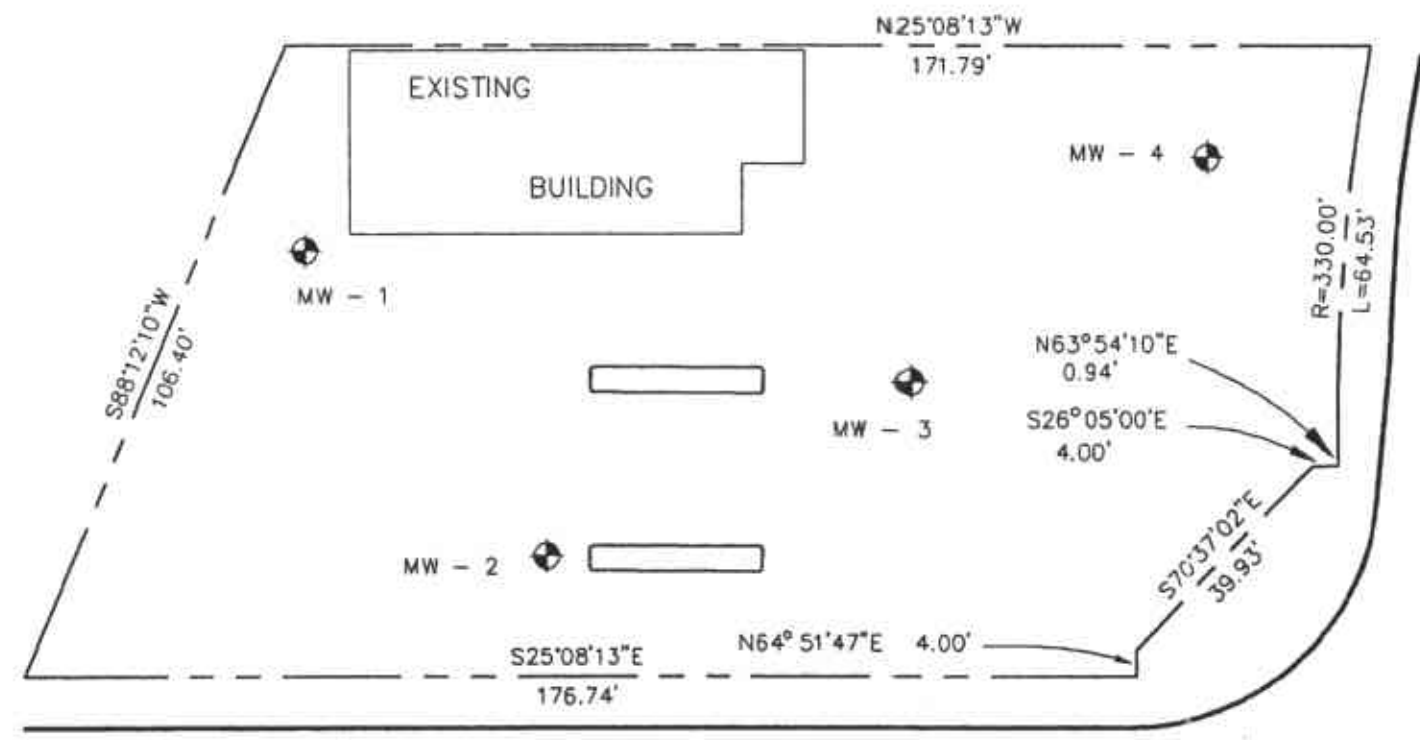 N25°08'13"W
171.79'
EXISTING
BUILDING
MW - 4
MW - 1
S88°12'10"W
106.40'
R=330.00'
L=64.53'
N63°54'10"E
0.94'
S26°05'00"E
4.00'
MW - 3
MW - 2
S70°37'02"E
39.93'
N64°51'47"E 4.00'
S25°08'13"E
176.74'